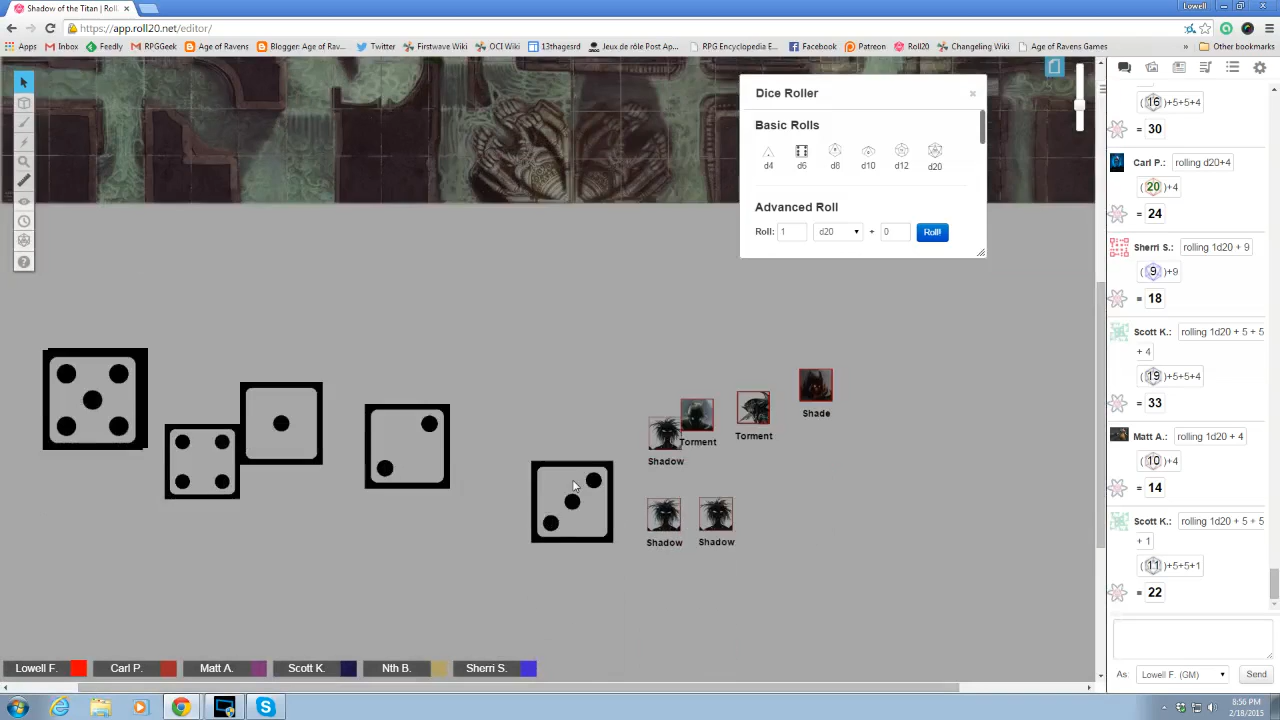 Shadow of the Titan | Roll
Lowell
https://app.roll20.net/editor/
Apps
Inbox
Feedly
RPGGeek
Age of Ravens
Blogger: Age of Rav...
Twitter
Firstwave Wiki
OCI Wiki
13thagesrd
Jeux de rôle Post Ap...
RPG Encyclopedia E...
Facebook
Patreon
Roll20
Changeling Wiki
Age of Ravens Games
Other bookmarks
Dice Roller
Basic Rolls
d4 d6 d8 d10 d12 d20
Advanced Roll
Roll: 1 d20 + 0 Roll!
Shade
Torment
Torment
Shadow
Shadow
Shadow
(16)+5+5+4
= 30
Carl P.: rolling d20+4
(20)+4
= 24
Sherri S.: rolling 1d20 + 9
(9)+9
= 18
Scott K.: rolling 1d20 + 5 + 5
+ 4
(19)+5+5+4
= 33
Matt A.: rolling 1d20 + 4
(10)+4
= 14
Scott K.: rolling 1d20 + 5 + 5
+ 1
(11)+5+5+1
= 22
As: Lowell F. (GM) Send
Lowell F.
Carl P.
Matt A.
Scott K.
Nth B.
Sherri S.
8:56 PM
2/18/2015